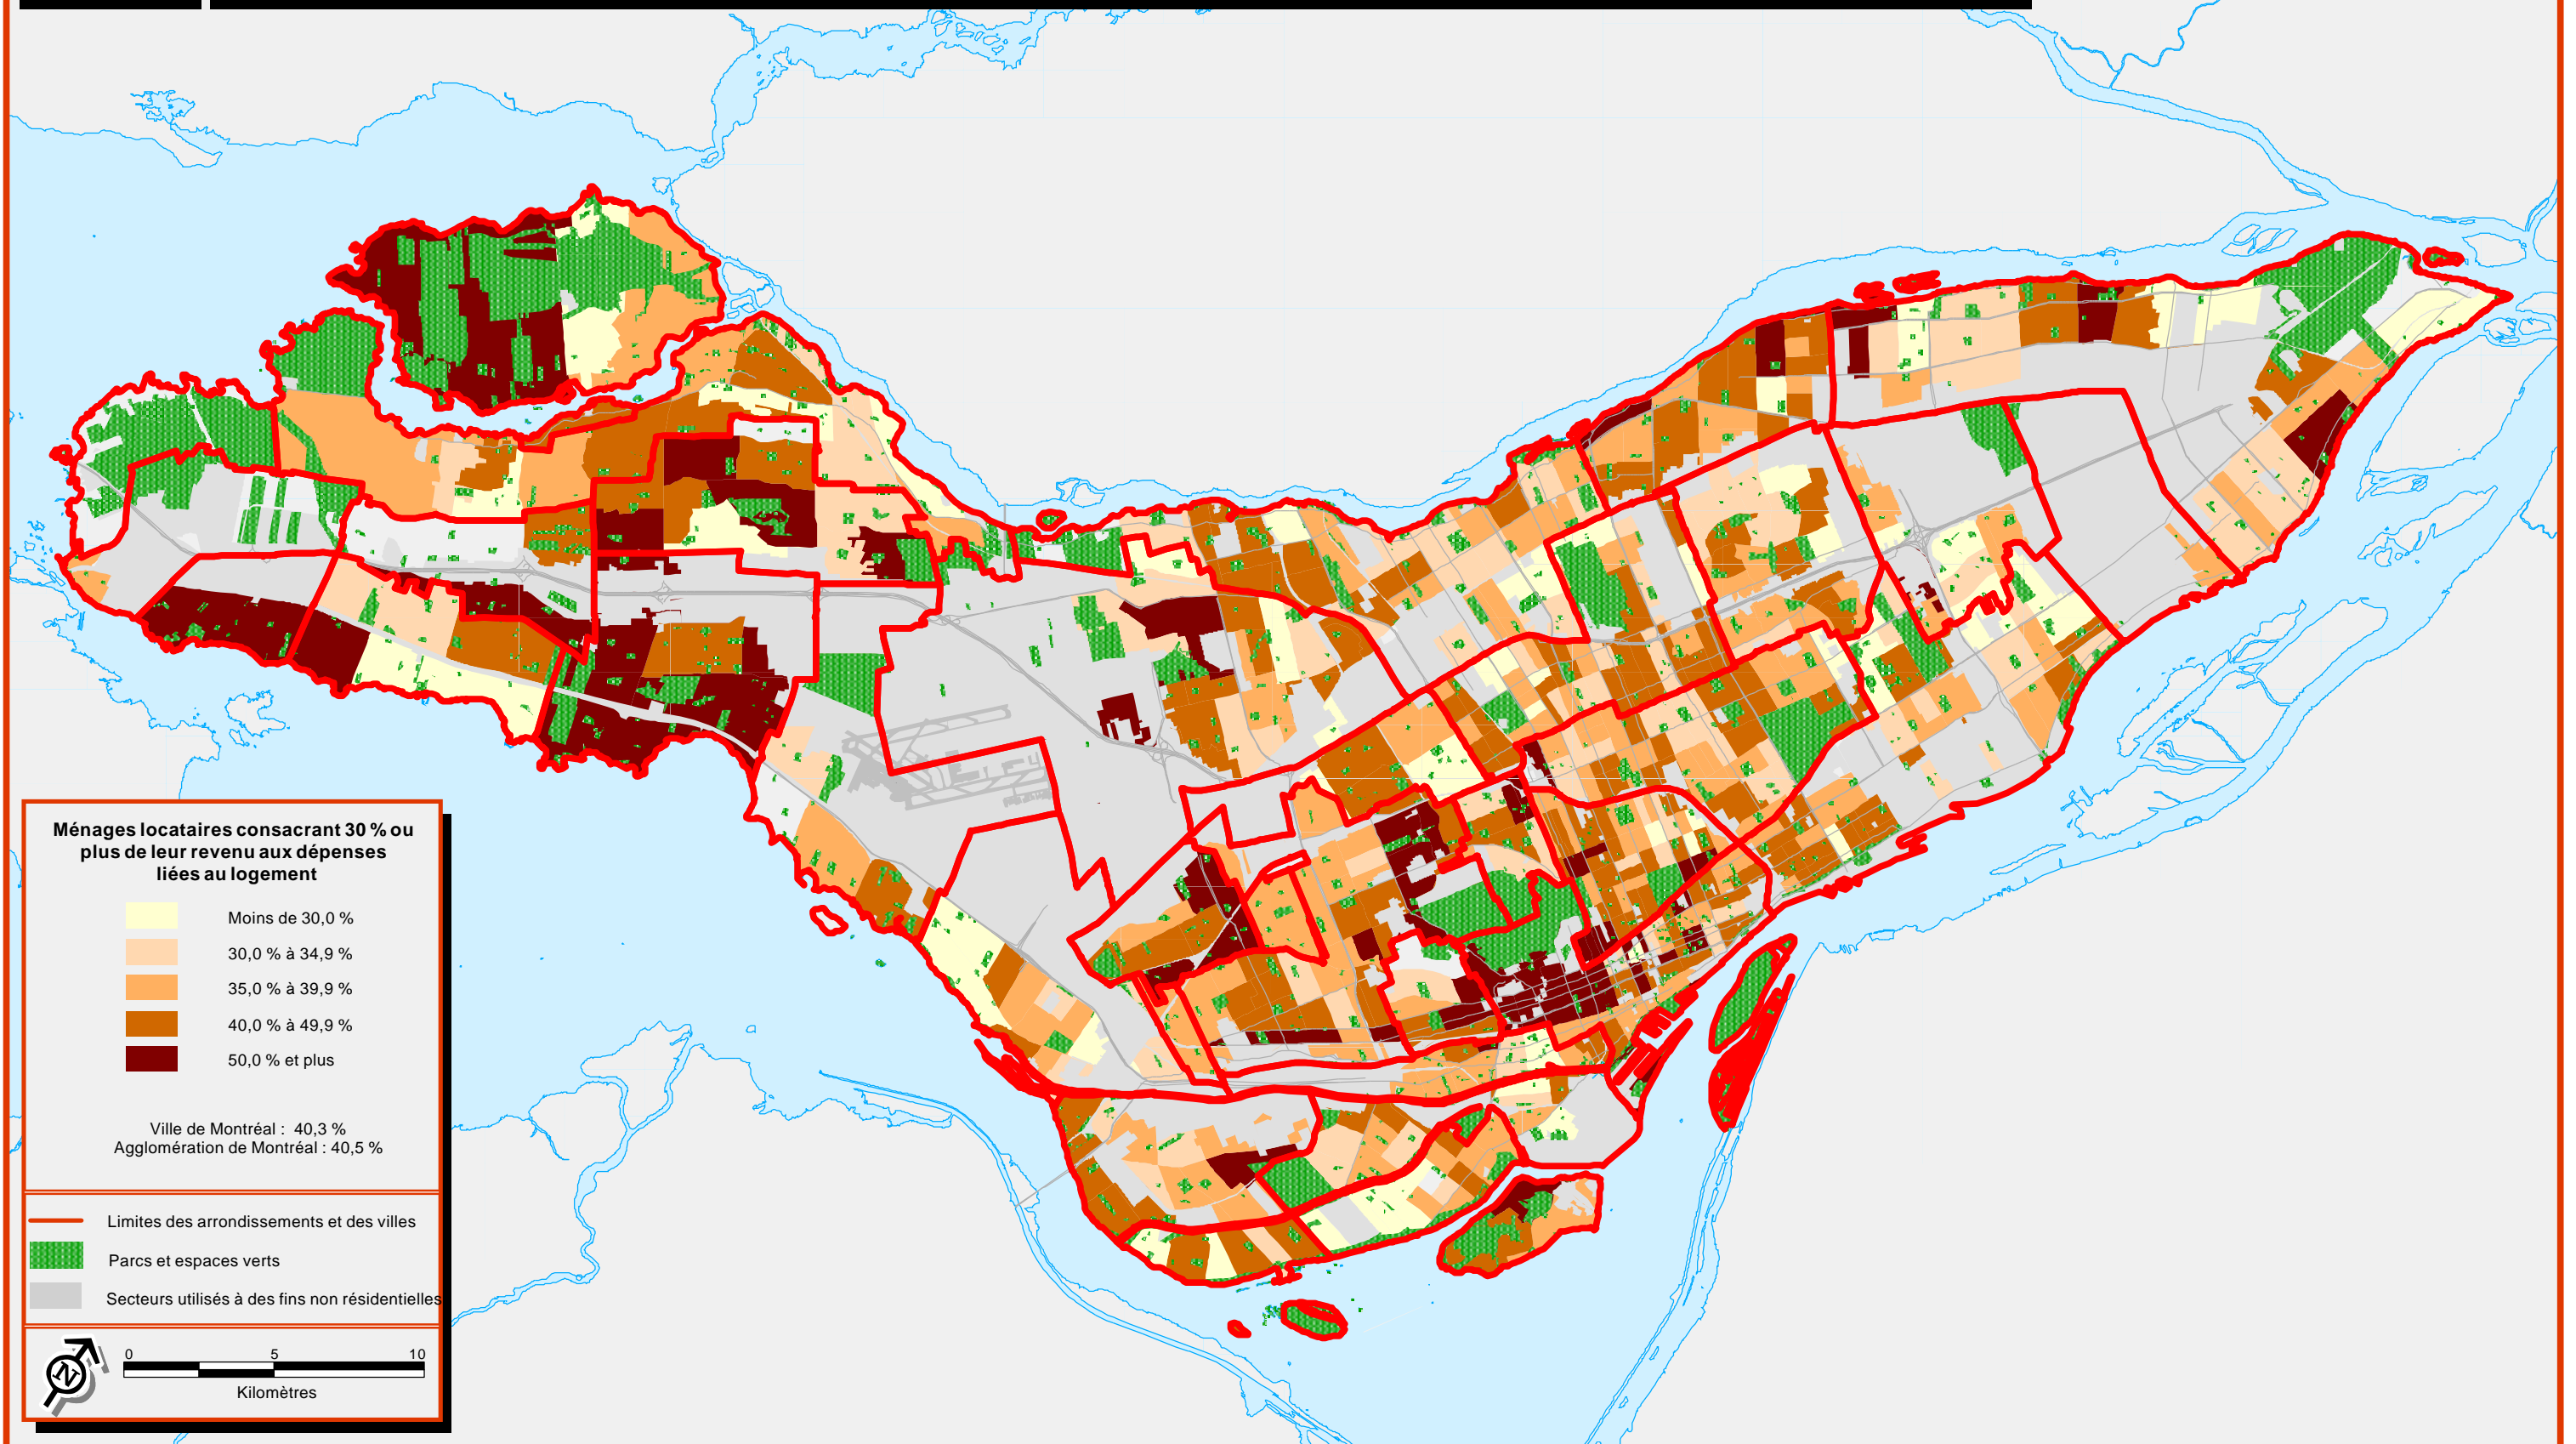 Ménages locataires consacrant 30 % ou
plus de leur revenu aux dépenses
liées au logement
Moins de 30,0 %
30,0 % à 34,9 %
35,0 % à 39,9 %
40,0 % à 49,9 %
50,0 % et plus
Ville de Montréal : 40,3 %
Agglomération de Montréal : 40,5 %
Limites des arrondissements et des villes
Parcs et espaces verts
Secteurs utilisés à des fins non résidentielles
N
0 5 10
Kilomètres